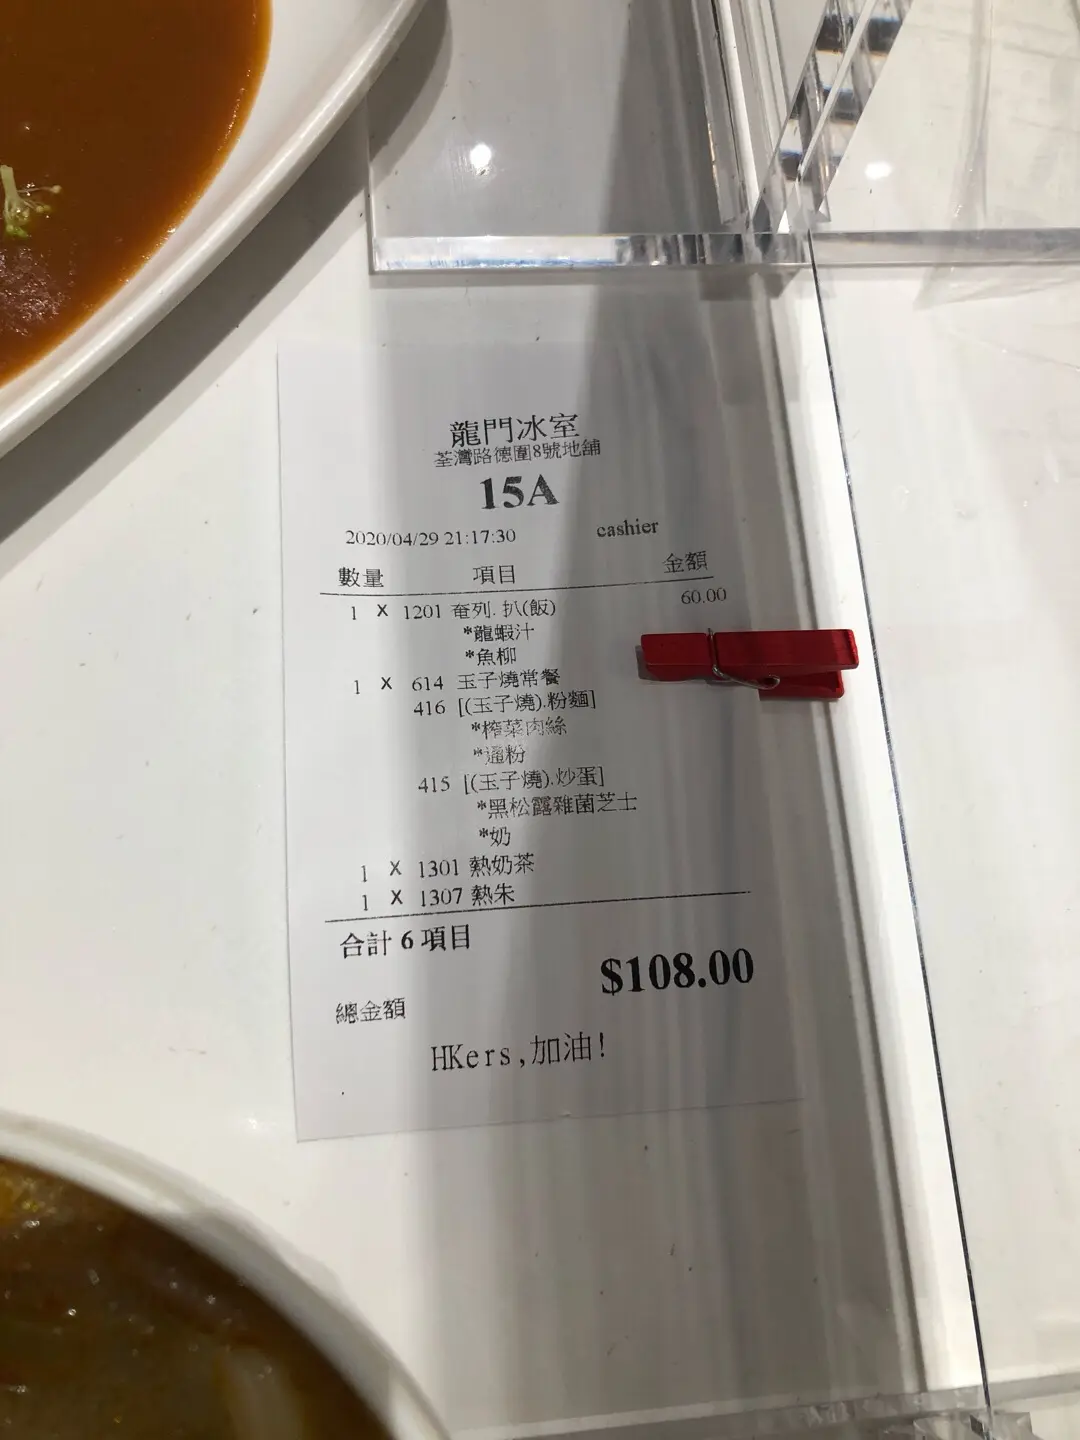 龍門冰室
荃灣路德圍8號地舖
15A
2020/04/29 21:17:30 cashier
數量 項目 金額
1 X 1201 奄列. 扒(飯) 60.00
*龍蝦汁
*魚柳
1 X 614 玉子燒常餐
416 [(玉子燒).粉麵]
*榨菜肉絲
*通粉
415 [(玉子燒).炒蛋]
*黑松露雜菌芝士
*奶
1 X 1301 熱奶茶
1 X 1307 熱朱
合計 6 項目
$108.00
總金額
HKers,加油!